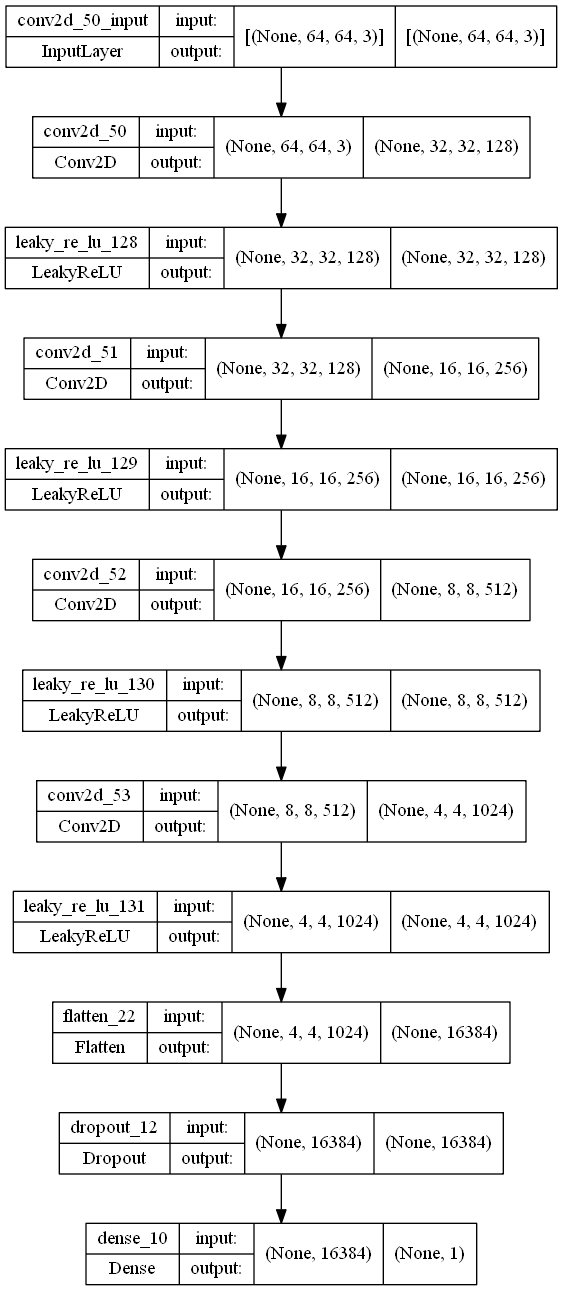 conv2d_50_input input: [(None, 64, 64, 3)] [(None, 64, 64, 3)]
InputLayer output:
conv2d_50 input: (None, 64, 64, 3) (None, 32, 32, 128)
Conv2D output:
leaky_re_lu_128 input: (None, 32, 32, 128) (None, 32, 32, 128)
LeakyReLU output:
conv2d_51 input: (None, 32, 32, 128) (None, 16, 16, 256)
Conv2D output:
leaky_re_lu_129 input: (None, 16, 16, 256) (None, 16, 16, 256)
LeakyReLU output:
conv2d_52 input: (None, 16, 16, 256) (None, 8, 8, 512)
Conv2D output:
leaky_re_lu_130 input: (None, 8, 8, 512) (None, 8, 8, 512)
LeakyReLU output:
conv2d_53 input: (None, 8, 8, 512) (None, 4, 4, 1024)
Conv2D output:
leaky_re_lu_131 input: (None, 4, 4, 1024) (None, 4, 4, 1024)
LeakyReLU output:
flatten_22 input: (None, 4, 4, 1024) (None, 16384)
Flatten output:
dropout_12 input: (None, 16384) (None, 16384)
Dropout output:
dense_10 input: (None, 16384) (None, 1)
Dense output: